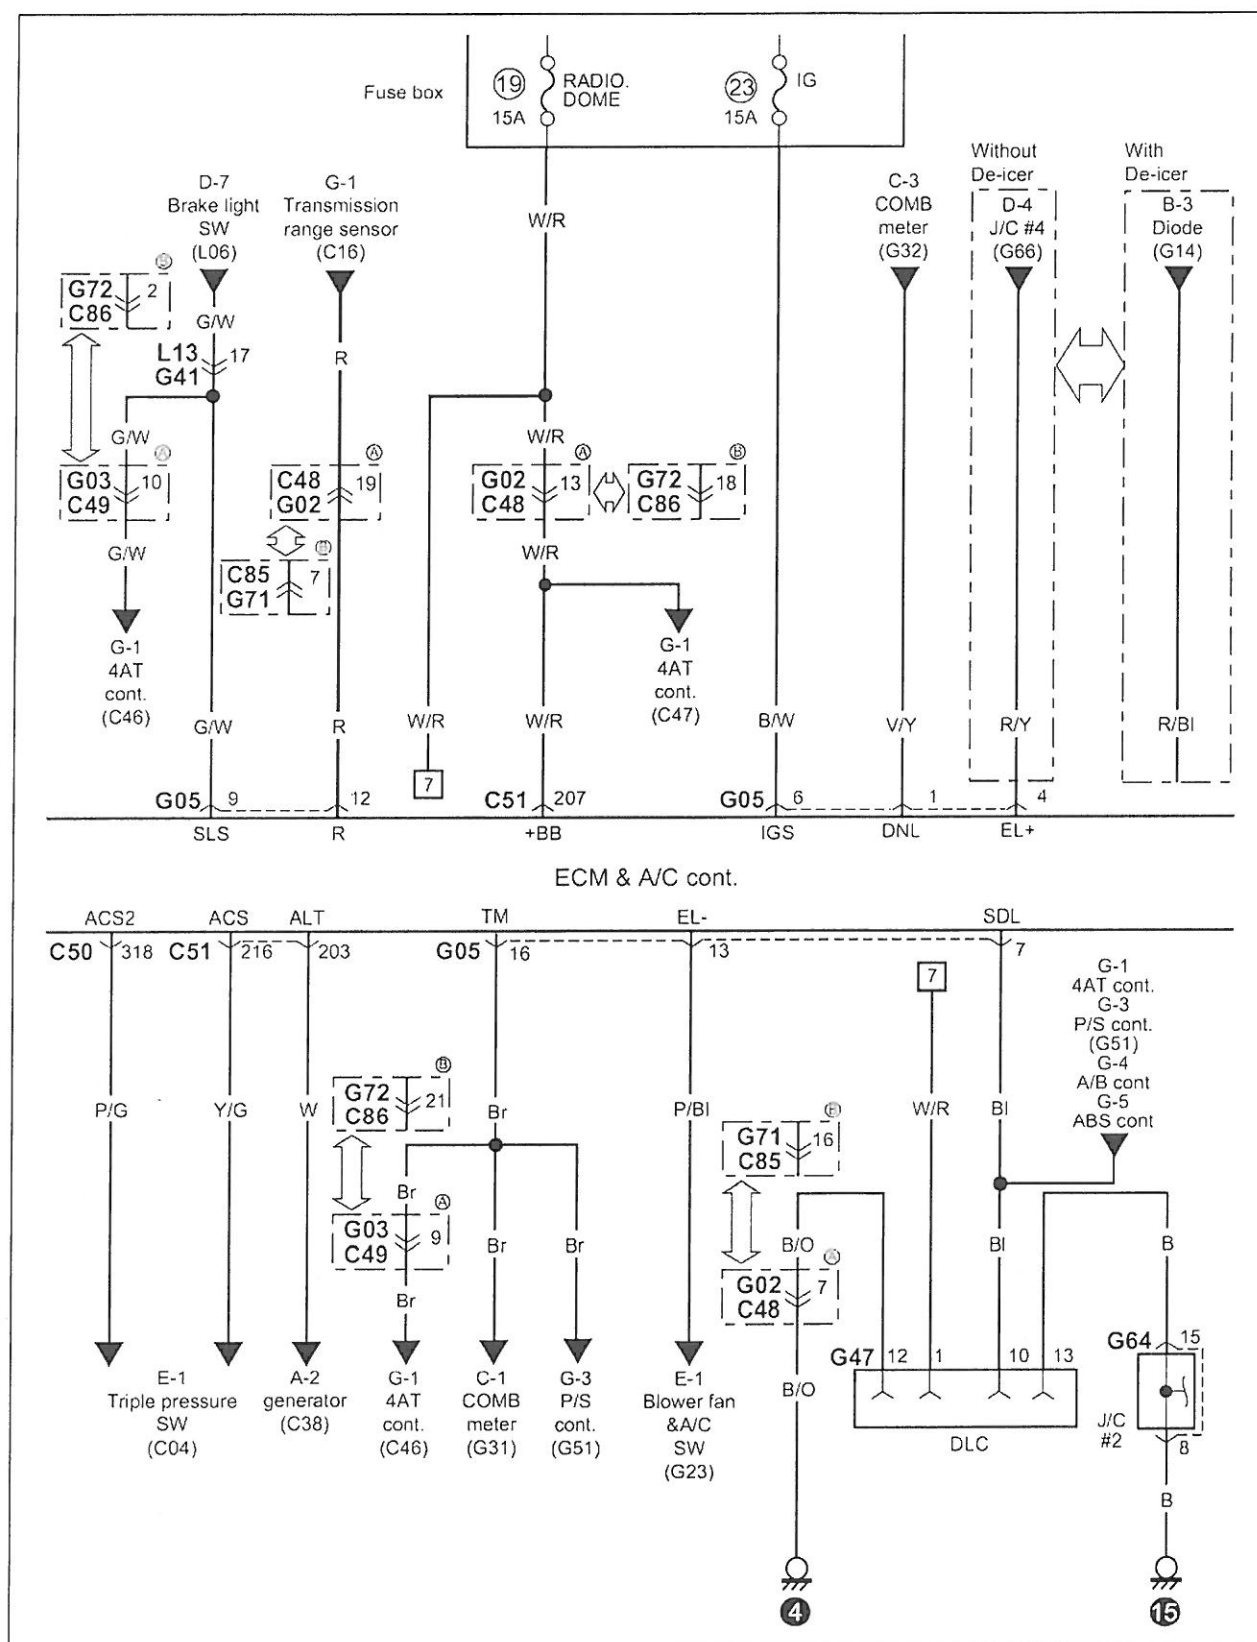 Fuse box
19
15A
RADIO.
DOME
23
15A
IG
Without
De-icer
With
De-icer
D-7
Brake light
SW
(L06)
G-1
Transmission
range sensor
(C16)
C-3
COMB
meter
(G32)
D-4
J/C #4
(G66)
B-3
Diode
(G14)
W/R
B
G72
C86
2
G/W
L13
G41
17
R
G/W
W/R
A
G03
C49
10
A
C48
G02
19
A
G02
C48
13
B
G72
C86
18
G/W
B
C85
G71
7
W/R
G-1
4AT
cont.
(C46)
G-1
4AT
cont.
(C47)
G/W
R
W/R
W/R
B/W
V/Y
R/Y
R/Bl
7
G05
9
12
C51
207
G05
6
1
4
SLS
R
+BB
IGS
DNL
EL+
ECM & A/C cont.
ACS2
ACS
ALT
TM
EL-
SDL
C50
318
C51
216
203
G05
16
13
7
7
G-1
4AT cont.
G-3
P/S cont.
(G51)
G-4
A/B cont
G-5
ABS cont
P/G
Y/G
W
B
G72
C86
21
Br
P/Bl
W/R
Bl
B
G71
C85
16
Br
A
G03
C49
9
Br
Br
B/O
Bl
B
A
G02
C48
7
Br
G64
15
G47
12
1
10
13
E-1
Triple pressure
SW
(C04)
A-2
generator
(C38)
G-1
4AT
cont.
(C46)
C-1
COMB
meter
(G31)
G-3
P/S
cont.
(G51)
E-1
Blower fan
&A/C
SW
(G23)
B/O
DLC
J/C
#2
8
B
4
15